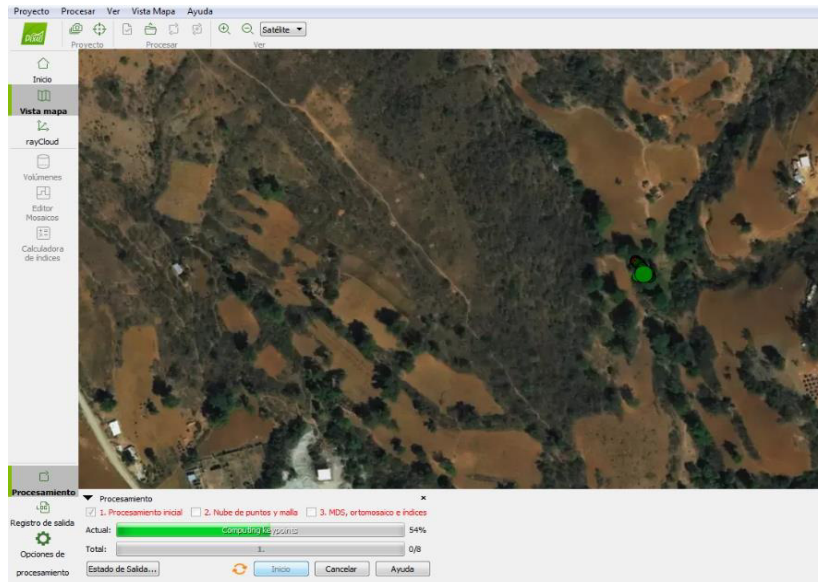 Proyecto Procesar Ver Vista Mapa Ayuda
Satélite
Proyecto Procesar Ver
Inicio
Vista mapa
rayCloud
Volúmenes
Editor
Mosaicos
Calculadora
de índices
Procesamiento
Registro de salida
Opciones de
procesamiento
Procesamiento
1. Procesamiento inicial 2. Nube de puntos y malla 3. MDS, ortomosaico e índices
Actual: Computing keypoints 54%
Total: 1. 0/8
Estado de Salida... Inicio Cancelar Ayuda